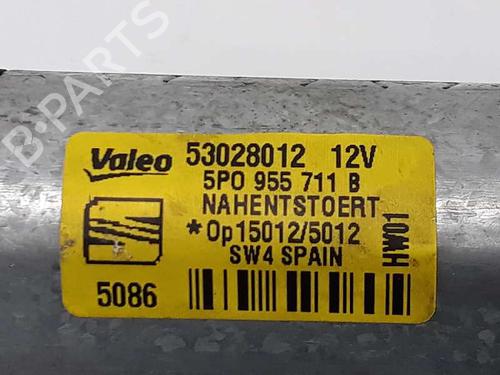 B-PARTS
Valeo 53028012 12V
5P0 955 711 B
NAHENTSTOERT
*Op15012/5012
SW4 SPAIN
HW01
5086